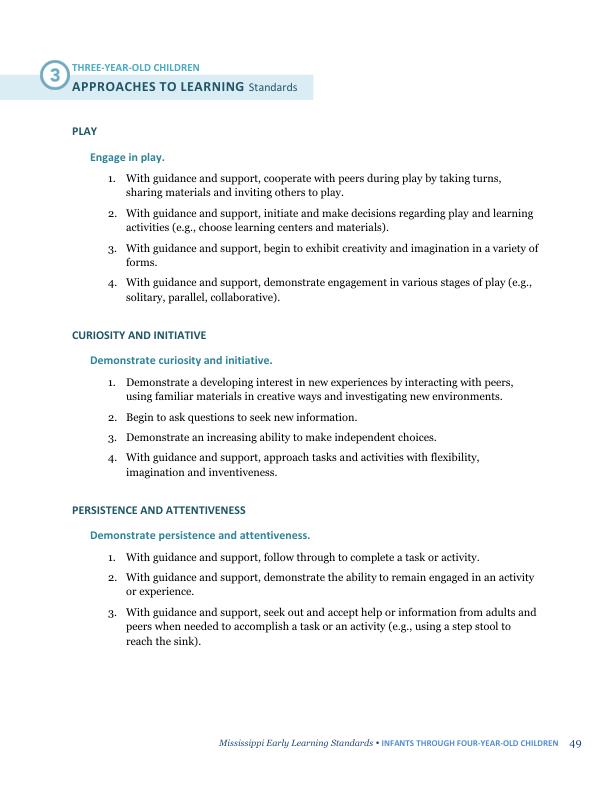 3
THREE-YEAR-OLD CHILDREN
APPROACHES TO LEARNING Standards
PLAY
Engage in play.
1. With guidance and support, cooperate with peers during play by taking turns,
sharing materials and inviting others to play.
2. With guidance and support, initiate and make decisions regarding play and learning
activities (e.g., choose learning centers and materials).
3. With guidance and support, begin to exhibit creativity and imagination in a variety of
forms.
4. With guidance and support, demonstrate engagement in various stages of play (e.g.,
solitary, parallel, collaborative).
CURIOSITY AND INITIATIVE
Demonstrate curiosity and initiative.
1. Demonstrate a developing interest in new experiences by interacting with peers,
using familiar materials in creative ways and investigating new environments.
2. Begin to ask questions to seek new information.
3. Demonstrate an increasing ability to make independent choices.
4. With guidance and support, approach tasks and activities with flexibility,
imagination and inventiveness.
PERSISTENCE AND ATTENTIVENESS
Demonstrate persistence and attentiveness.
1. With guidance and support, follow through to complete a task or activity.
2. With guidance and support, demonstrate the ability to remain engaged in an activity
or experience.
3. With guidance and support, seek out and accept help or information from adults and
peers when needed to accomplish a task or an activity (e.g., using a step stool to
reach the sink).
Mississippi Early Learning Standards • INFANTS THROUGH FOUR-YEAR-OLD CHILDREN 49